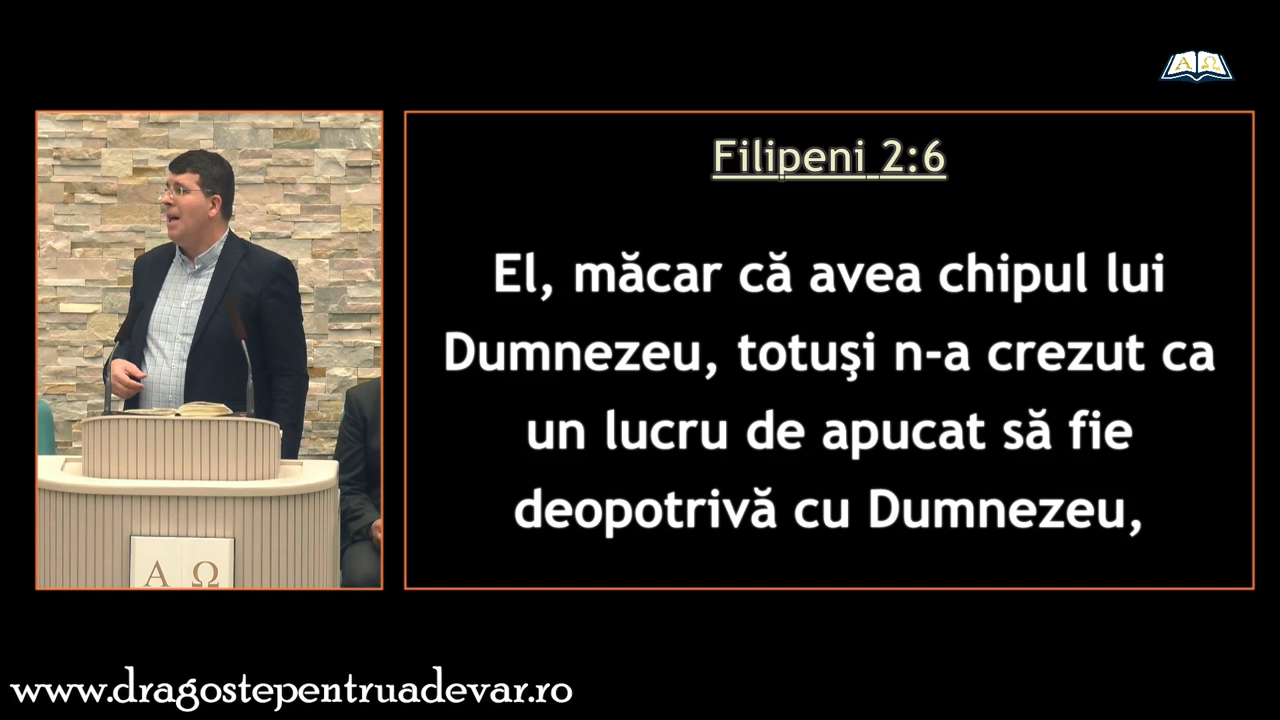 Α Ω
Filipeni 2:6
El, măcar că avea chipul lui
Dumnezeu, totuşi n-a crezut ca
un lucru de apucat să fie
deopotrivă cu Dumnezeu,
Α Ω
www.dragostepentruadevar.ro